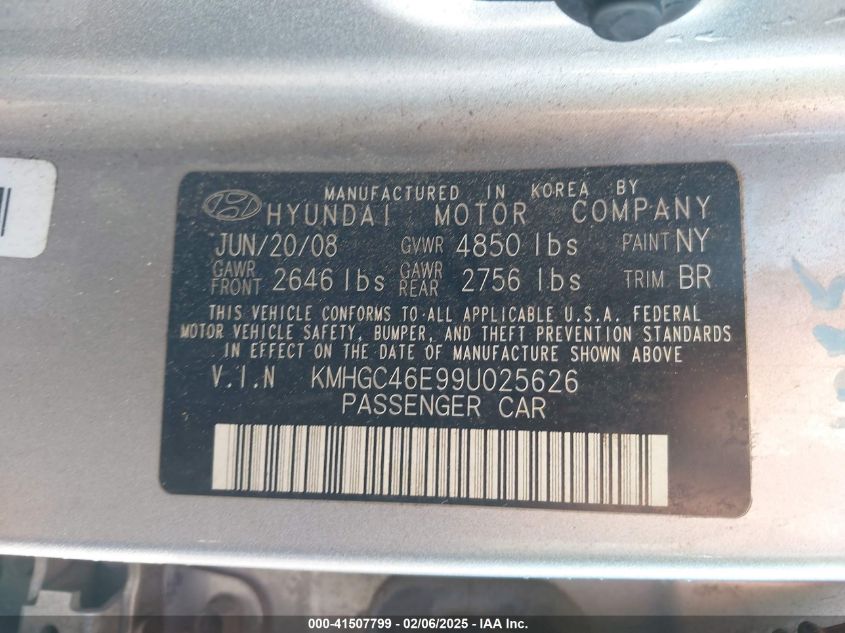 MANUFACTURED IN KOREA BY
HYUNDAI MOTOR COMPANY
JUN/20/08 GVWR 4850 lbs PAINT NY
GAWR FRONT 2646 lbs GAWR REAR 2756 lbs TRIM BR
THIS VEHICLE CONFORMS TO ALL APPLICABLE U.S.A. FEDERAL
MOTOR VEHICLE SAFETY, BUMPER, AND THEFT PREVENTION STANDARDS
IN EFFECT ON THE DATE OF MANUFACTURE SHOWN ABOVE
V.I.N KMHGC46E99U025626
PASSENGER CAR
000-41507799 - 02/06/2025 - IAAI.com